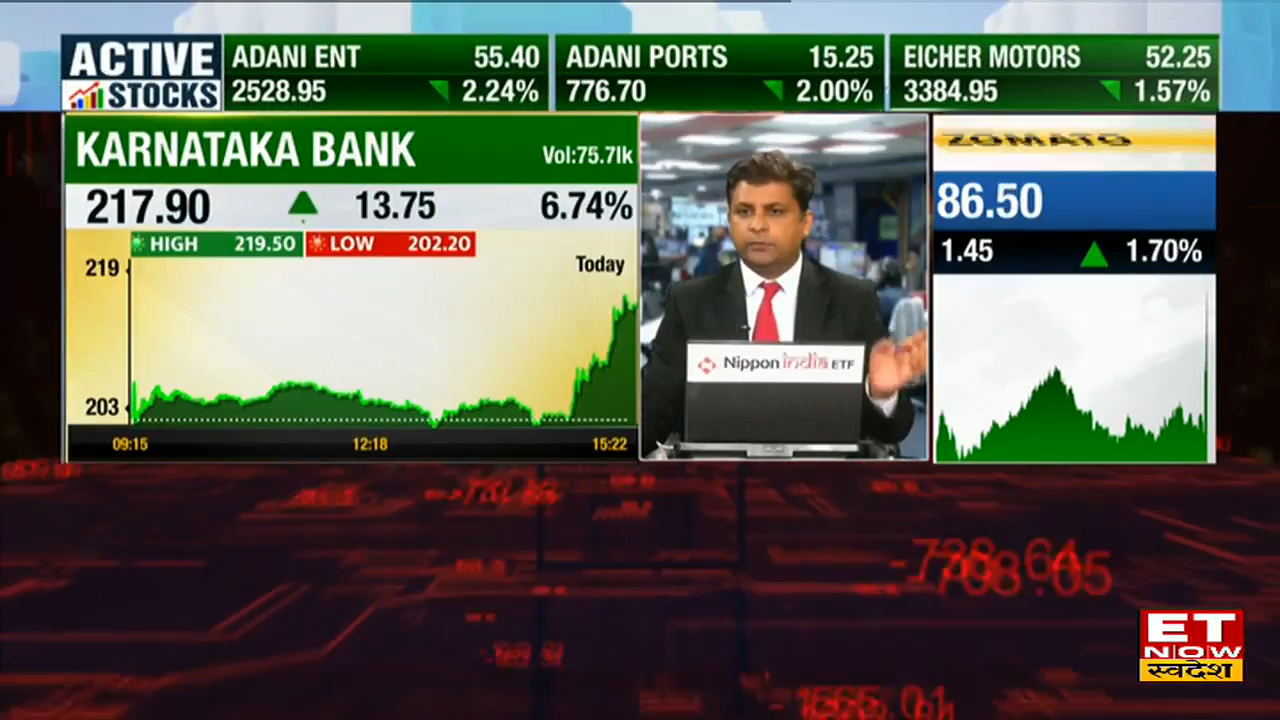 ACTIVE
STOCKS
ADANI ENT 55.40
2528.95 2.24%
ADANI PORTS 15.25
776.70 2.00%
EICHER MOTORS 52.25
3384.95 1.57%
KARNATAKA BANK Vol:75.7lk
217.90 13.75 6.74%
HIGH 219.50 LOW 202.20
Today
219
203
09:15 12:18 15:22
Nippon india ETF
ZOMATO
86.50
1.45 1.70%
ET
NOW
स्वदेश